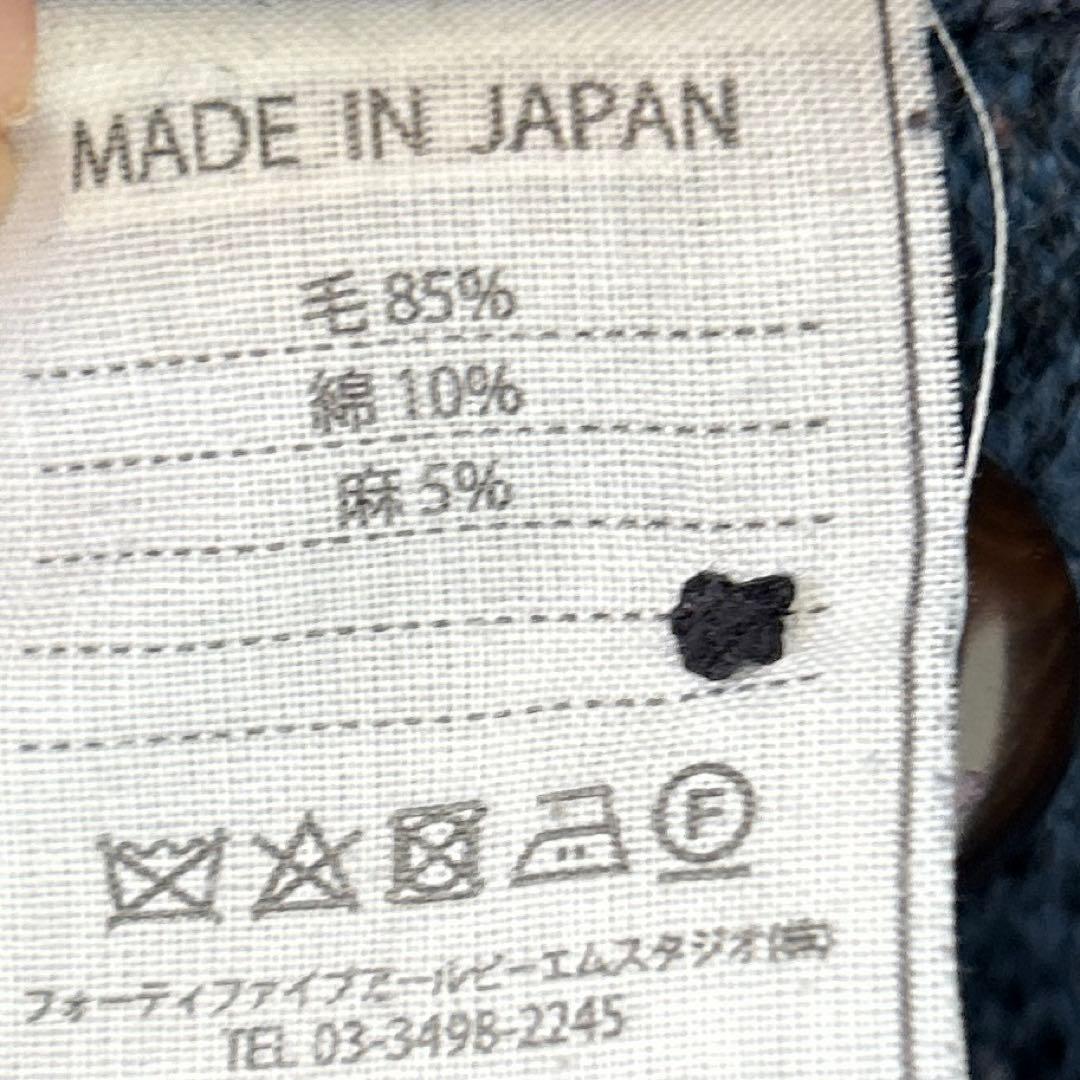 MADE IN JAPAN
毛 85%
綿 10%
麻 5%
F
フォーティファイブアールピーエムスタジオ(株)
TEL 03-3498-2245